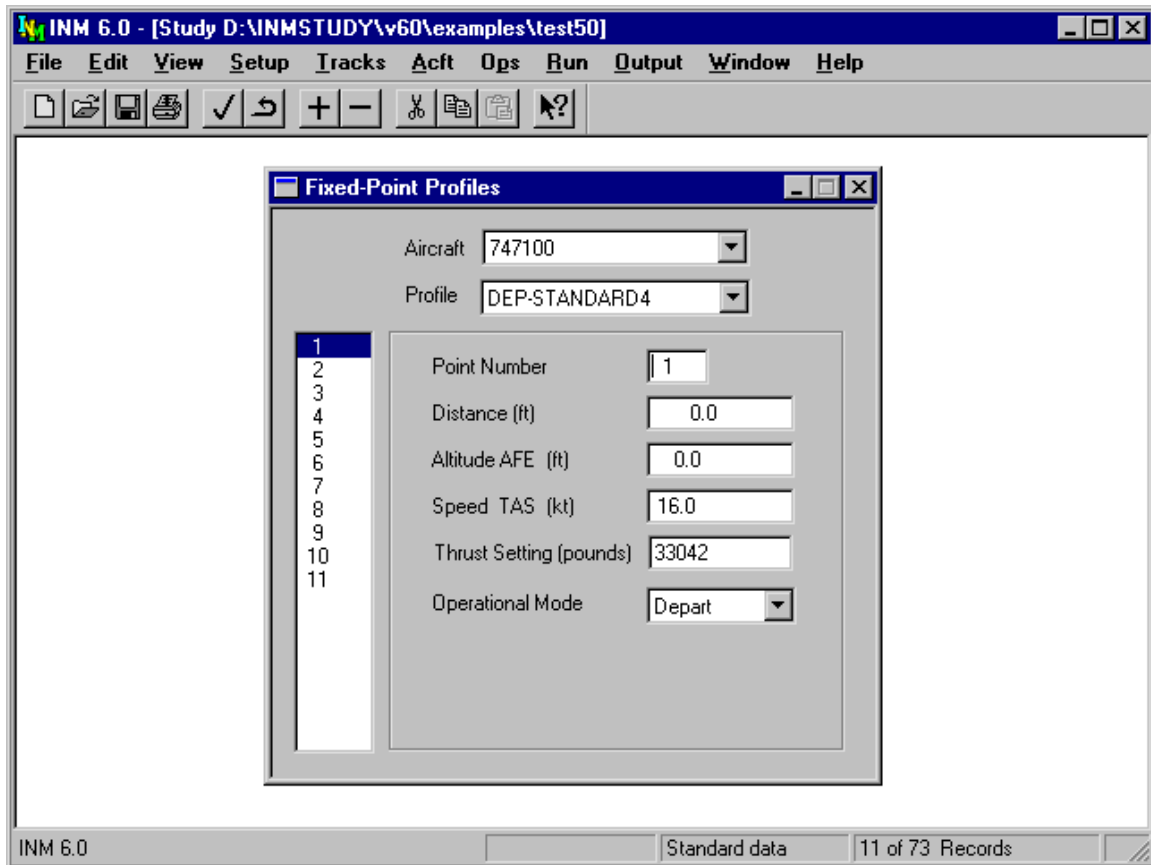 INM 6.0 - [Study D:\INMSTUDY\v60\examples\test50]
File Edit View Setup Tracks Acft Ops Run Output Window Help
Fixed-Point Profiles
Aircraft 747100
Profile DEP-STANDARD4
1
2
3
4
5
6
7
8
9
10
11
Point Number 1
Distance (ft) 0.0
Altitude AFE (ft) 0.0
Speed TAS (kt) 16.0
Thrust Setting (pounds) 33042
Operational Mode Depart
INM 6.0 Standard data 11 of 73 Records